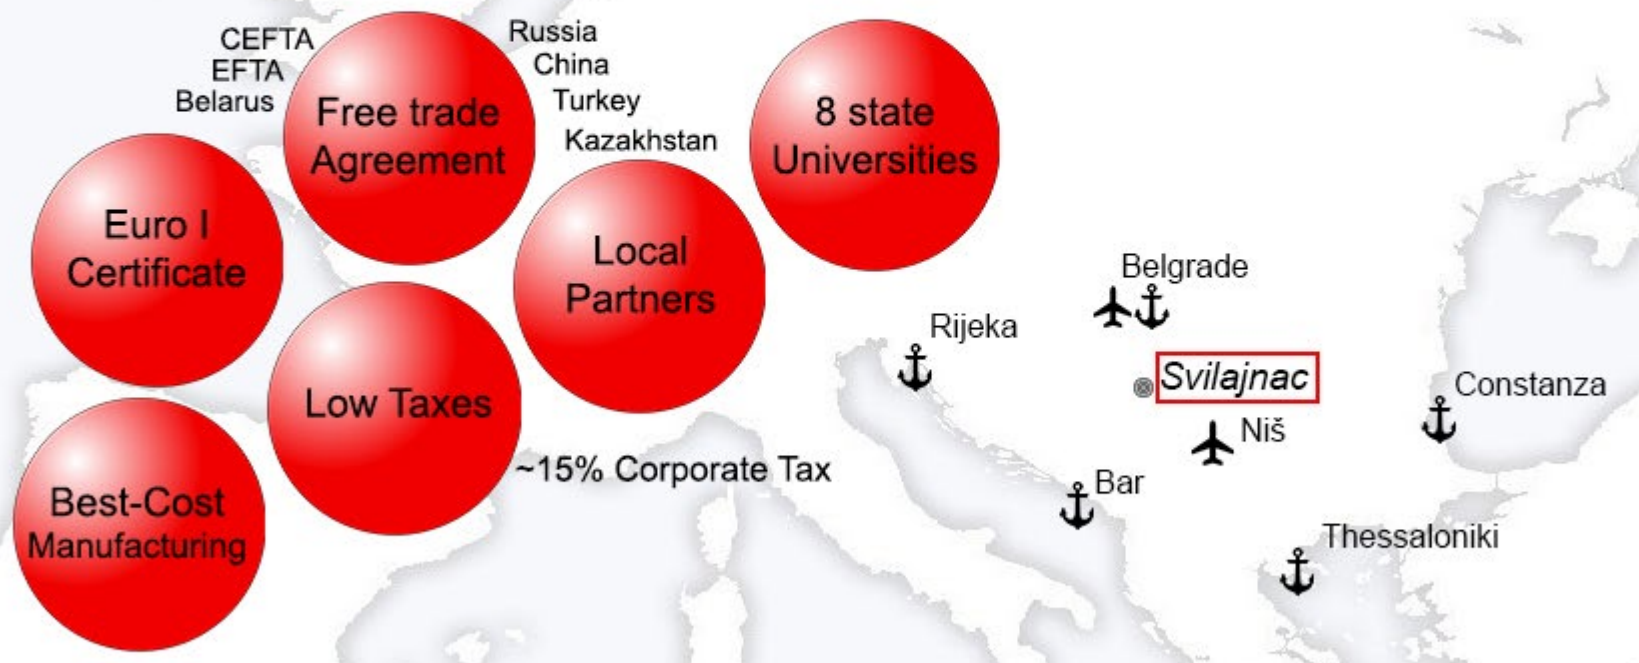 CEFTA
EFTA
Belarus
Free trade
Agreement
Russia
China
Turkey
Kazakhstan
8 state
Universities
Euro I
Certificate
Local
Partners
Low Taxes
~15% Corporate Tax
Best-Cost
Manufacturing
Belgrade
Rijeka
Svilajnac
Constanza
Niš
Bar
Thessaloniki